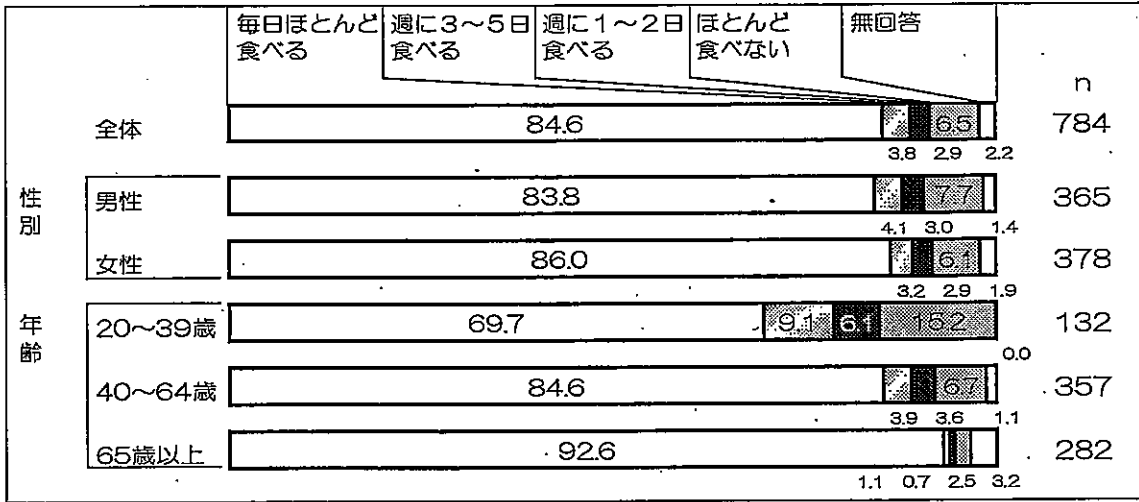 毎日ほとんど 週に3～5日 週に1～2日 ほとんど 無回答
食べる 食べる 食べる 食べない
n
全体 84.6 6.5 784
3.8 2.9 2.2
性別
男性 83.8 7.7 365
4.1 3.0 1.4
女性 86.0 6.1 378
3.2 2.9 1.9
年齢
20～39歳 69.7 9.1 6.1 15.2 132
0.0
40～64歳 84.6 6.7 357
3.9 3.6 1.1
65歳以上 92.6 282
1.1 0.7 2.5 3.2